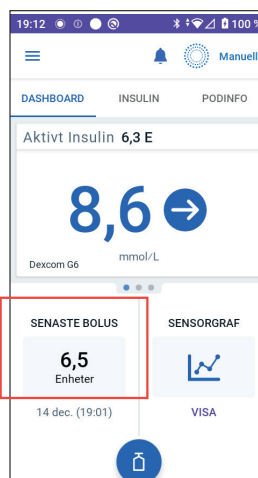 19:12 100 %
Manuell
DASHBOARD INSULIN PODINFO
Aktivt Insulin 6,3 E
8,6
mmol/L
Dexcom G6
SENASTE BOLUS SENSORGRAF
6,5
Enheter
14 dec. (19:01) VISA